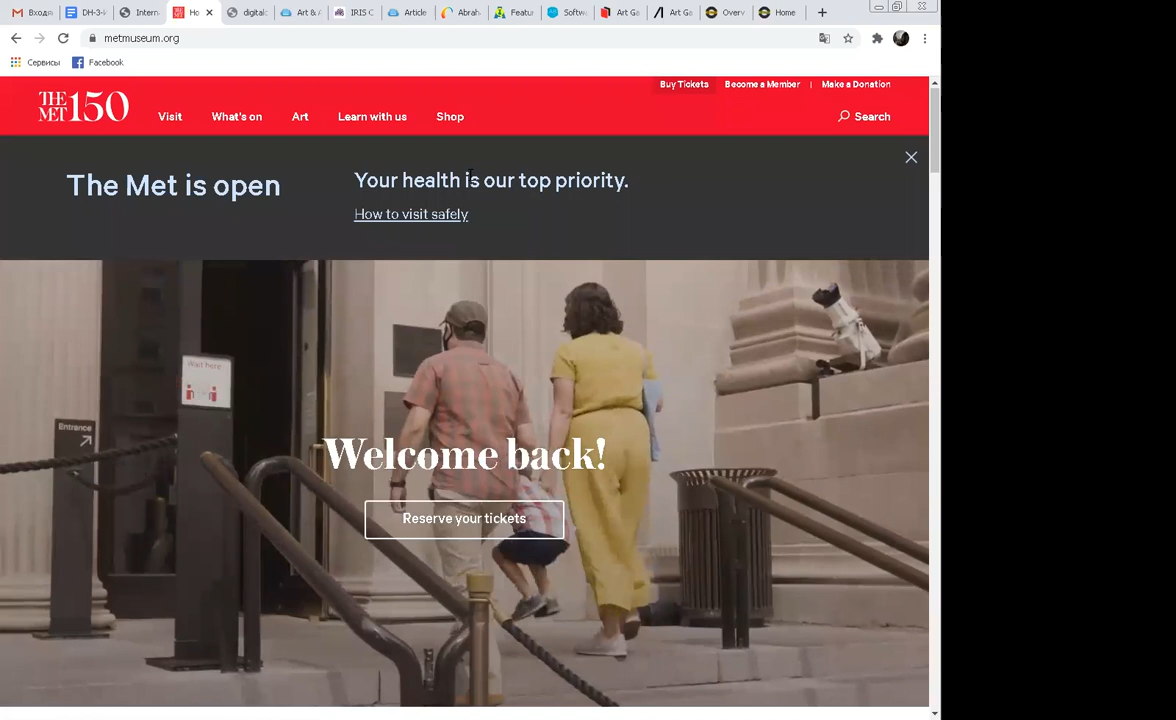 Входя
DH-3-к
Intern
Ho
digital
Art & A
IRIS C
Article
Abrah
Featu
Softw
Art Ga
Art Ga
Overv
Home
metmuseum.org
Сервисы
Facebook
Buy Tickets
Become a Member
Make a Donation
THE MET 150
Visit
What's on
Art
Learn with us
Shop
Search
The Met is open
Your health is our top priority.
How to visit safely
Wait here
Entrance
Welcome back!
Reserve your tickets